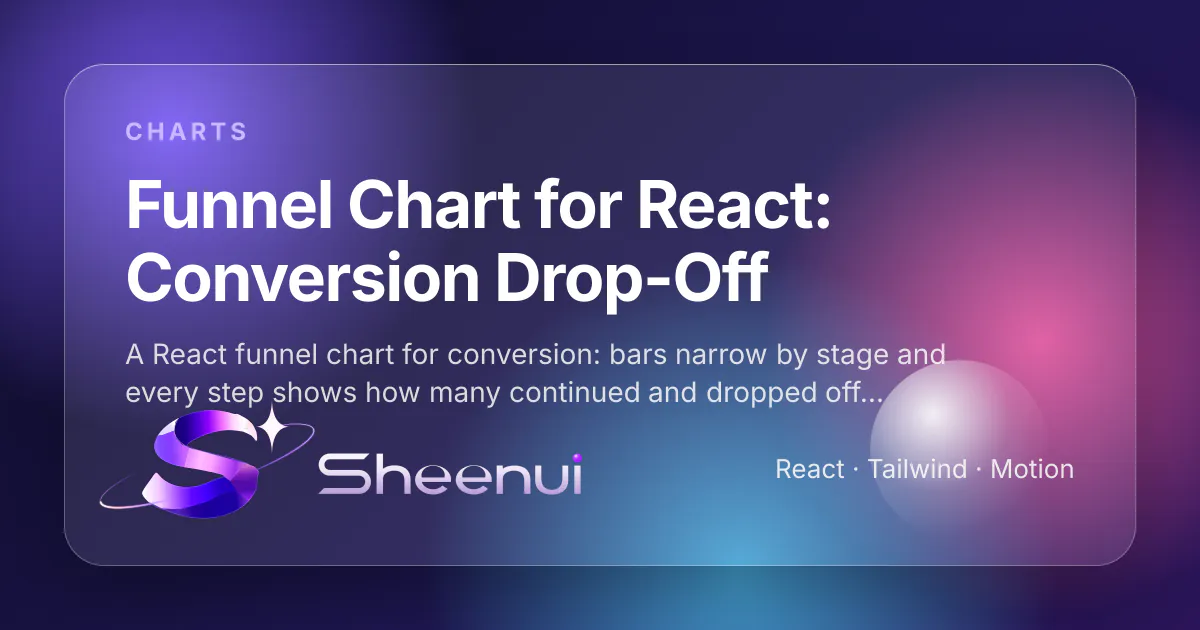 CHARTS
Funnel Chart for React:
Conversion Drop-Off
A React funnel chart for conversion: bars narrow by stage and
every step shows how many continued and dropped off...
Sheenui
React · Tailwind · Motion